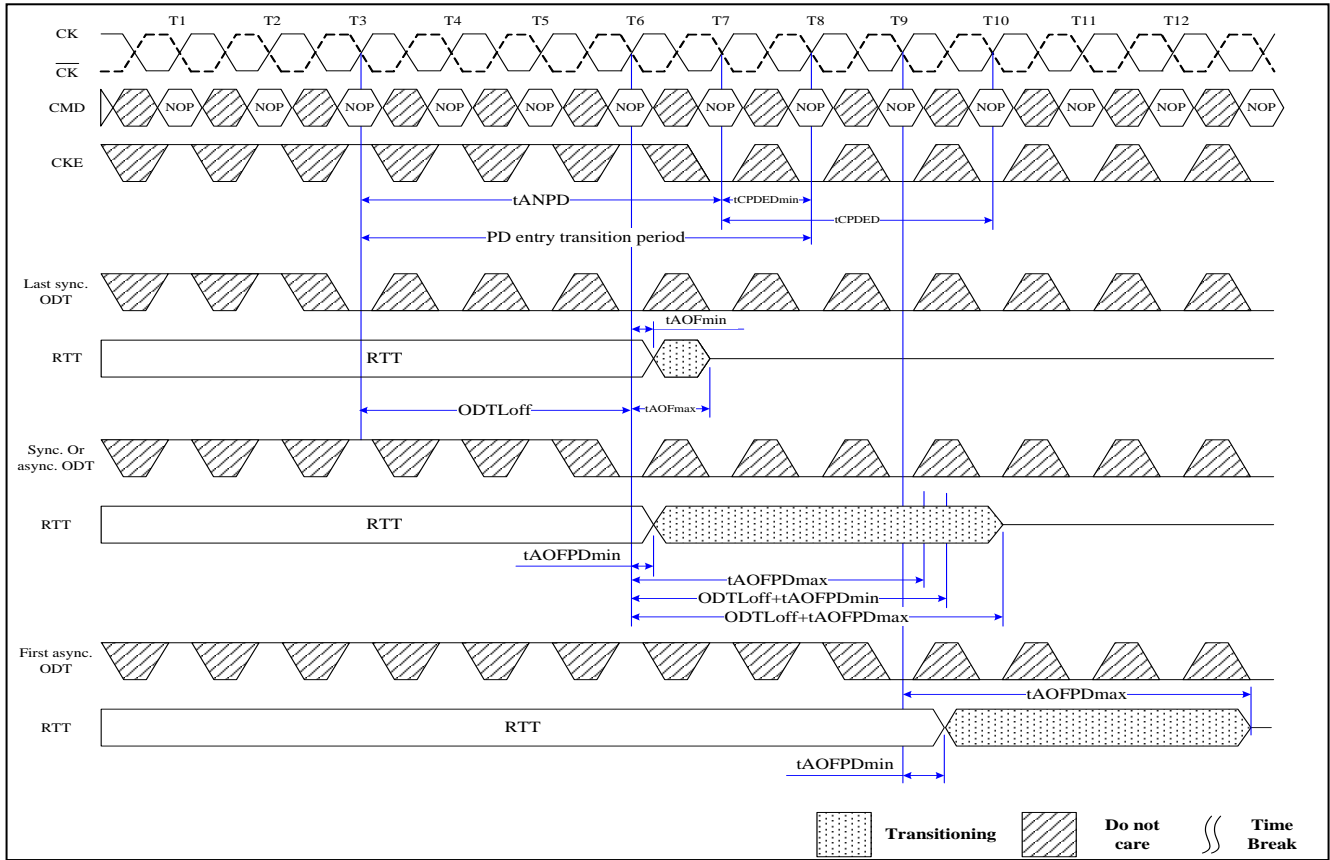 T1 T2 T3 T4 T5 T6 T7 T8 T9 T10 T11 T12
CK
CK
CMD NOP NOP NOP NOP NOP NOP NOP NOP NOP NOP NOP NOP NOP
CKE
tANPD tCPDEDmin
tCPDED
PD entry transition period
Last sync.
ODT
tAOFmin
RTT RTT
ODTLoff tAOFmax
Sync. Or
async. ODT
RTT RTT
tAOFPDmin
tAOFPDmax
ODTLoff+tAOFPDmin
ODTLoff+tAOFPDmax
First async.
ODT
tAOFPDmax
RTT RTT
tAOFPDmin
Transitioning
Do not
care
Time
Break